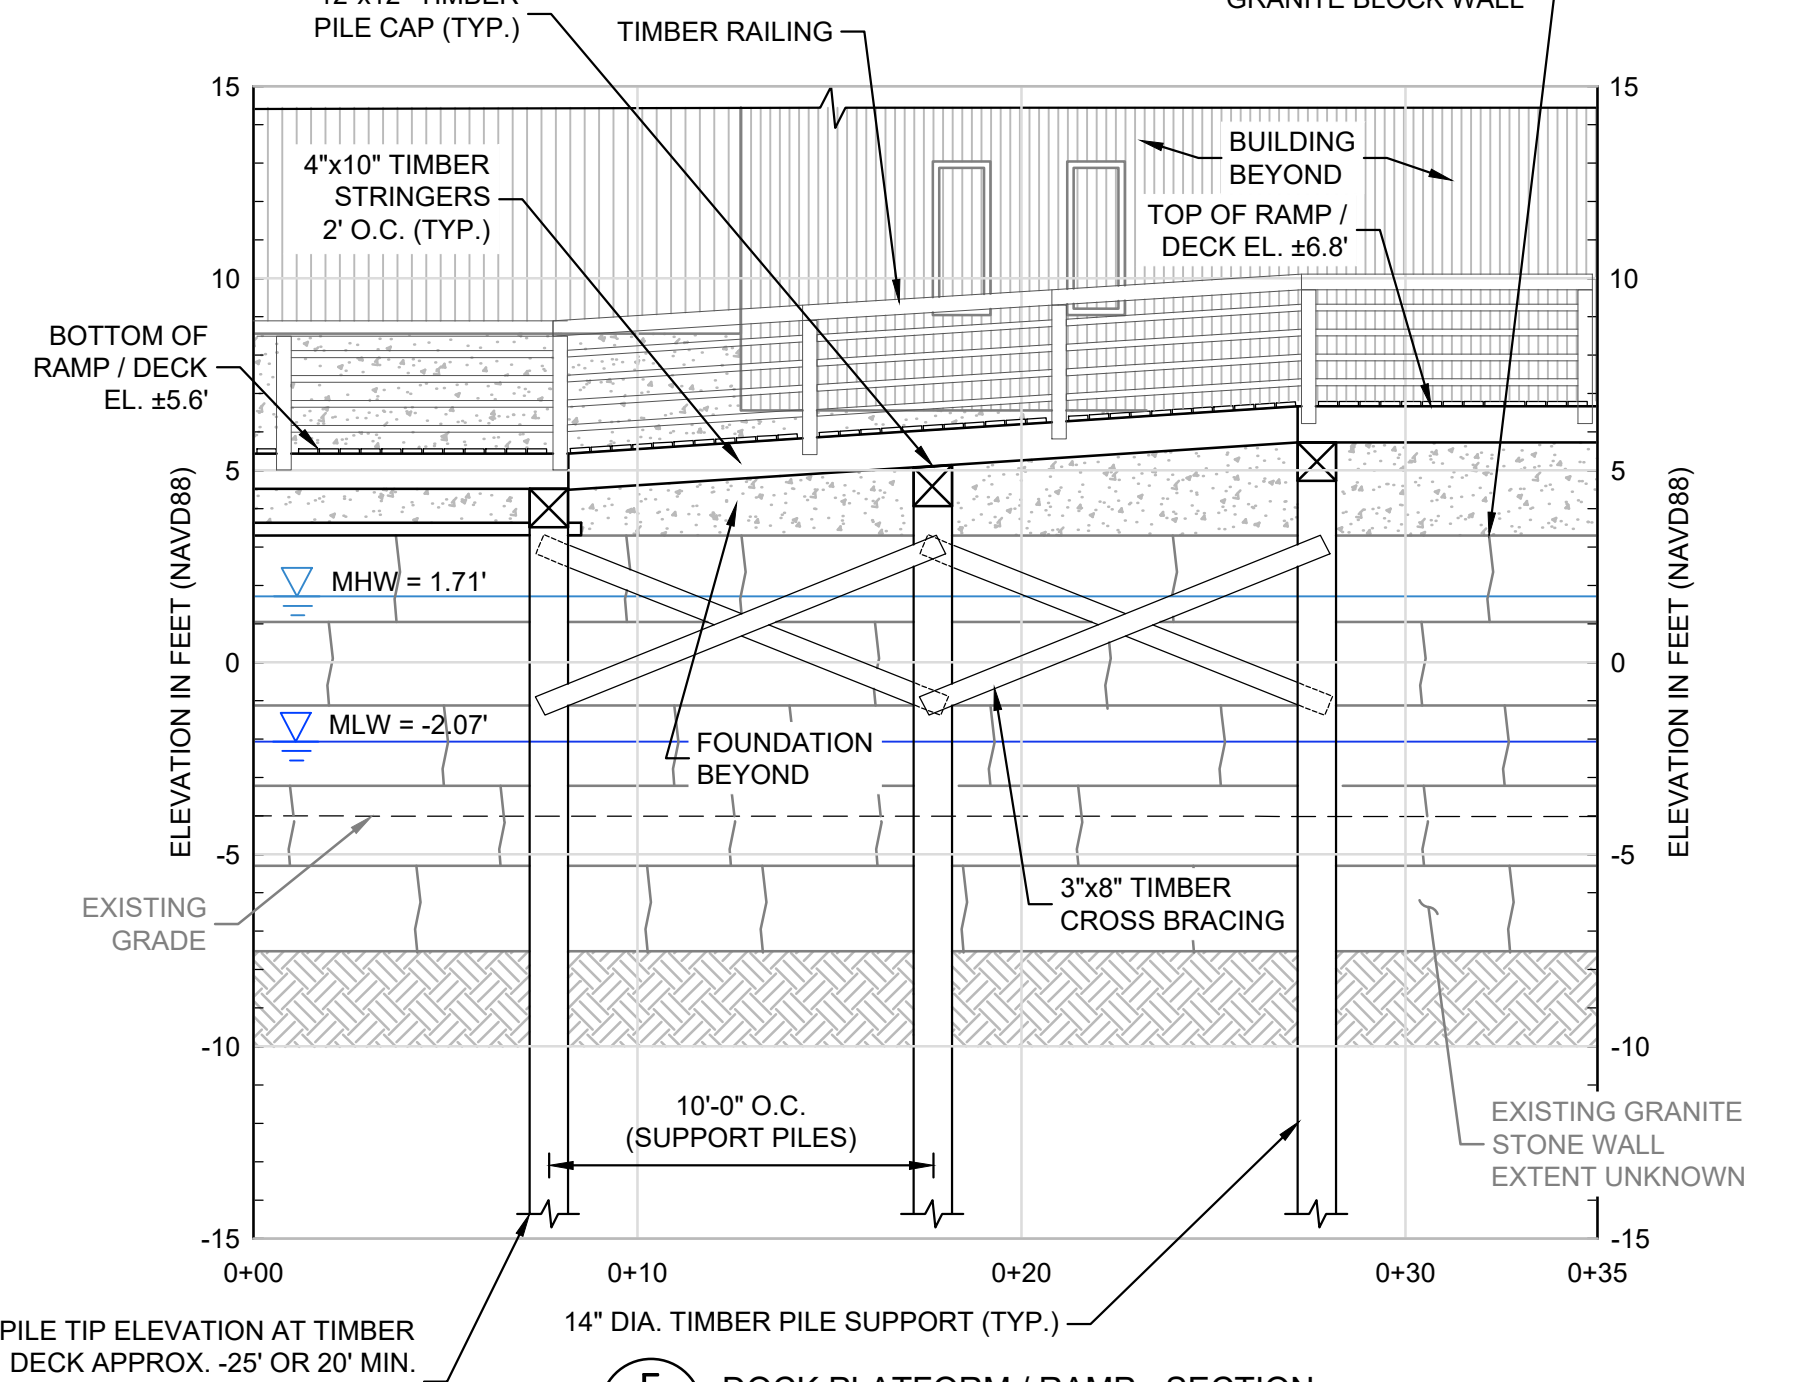 PILE CAP (TYP.)
TIMBER RAILING
15
15
4"x10" TIMBER
STRINGERS
2' O.C. (TYP.)
BUILDING
BEYOND
TOP OF RAMP /
DECK EL. ±6.8'
10
10
BOTTOM OF
RAMP / DECK
EL. ±5.6'
5
5
ELEVATION IN FEET (NAVD88)
ELEVATION IN FEET (NAVD88)
MHW = 1.71'
0
0
MLW = -2.07'
FOUNDATION
BEYOND
-5
-5
EXISTING
GRADE
3"x8" TIMBER
CROSS BRACING
-10
-10
10'-0" O.C.
(SUPPORT PILES)
EXISTING GRANITE
STONE WALL
EXTENT UNKNOWN
-15
-15
0+00
0+10
0+20
0+30
0+35
14" DIA. TIMBER PILE SUPPORT (TYP.)
PILE TIP ELEVATION AT TIMBER
DECK APPROX. -25' OR 20' MIN.